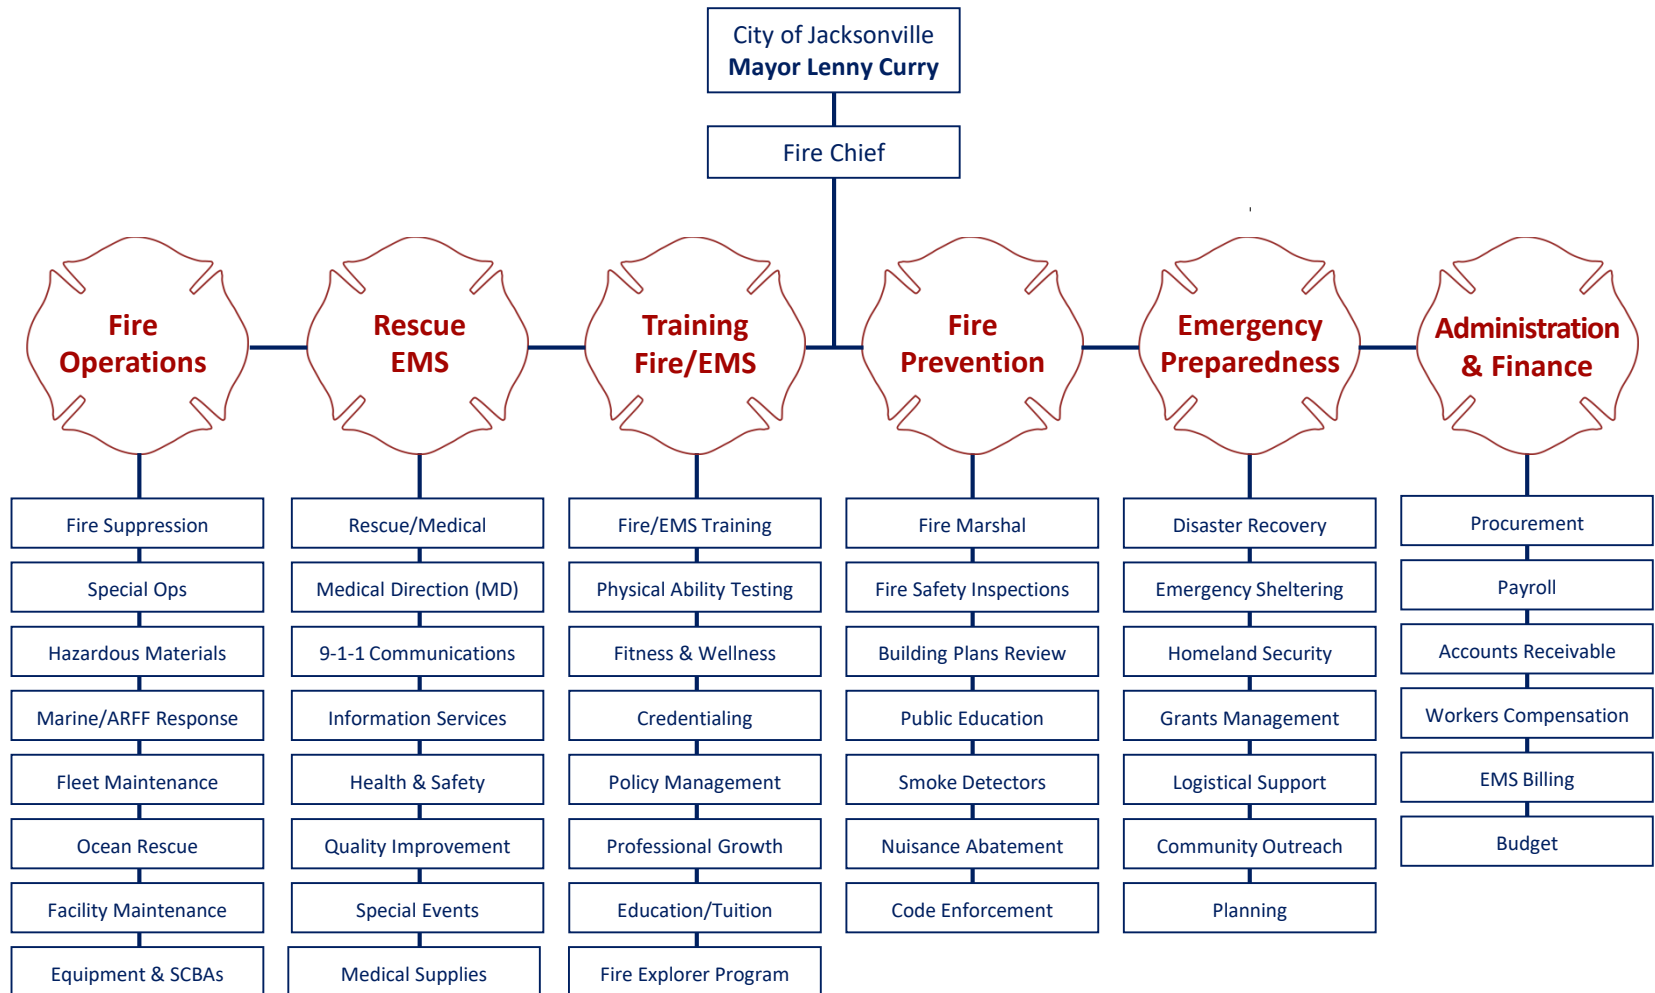 City of Jacksonville
Mayor Lenny Curry
Fire Chief
Fire
Operations
Rescue
EMS
Training
Fire/EMS
Fire
Prevention
Emergency
Preparedness
Administration
& Finance
Fire Suppression
Special Ops
Hazardous Materials
Marine/ARFF Response
Fleet Maintenance
Ocean Rescue
Facility Maintenance
Equipment & SCBAs
Rescue/Medical
Medical Direction (MD)
9-1-1 Communications
Information Services
Health & Safety
Quality Improvement
Special Events
Medical Supplies
Fire/EMS Training
Physical Ability Testing
Fitness & Wellness
Credentialing
Policy Management
Professional Growth
Education/Tuition
Fire Explorer Program
Fire Marshal
Fire Safety Inspections
Building Plans Review
Public Education
Smoke Detectors
Nuisance Abatement
Code Enforcement
Disaster Recovery
Emergency Sheltering
Homeland Security
Grants Management
Logistical Support
Community Outreach
Planning
Procurement
Payroll
Accounts Receivable
Workers Compensation
EMS Billing
Budget